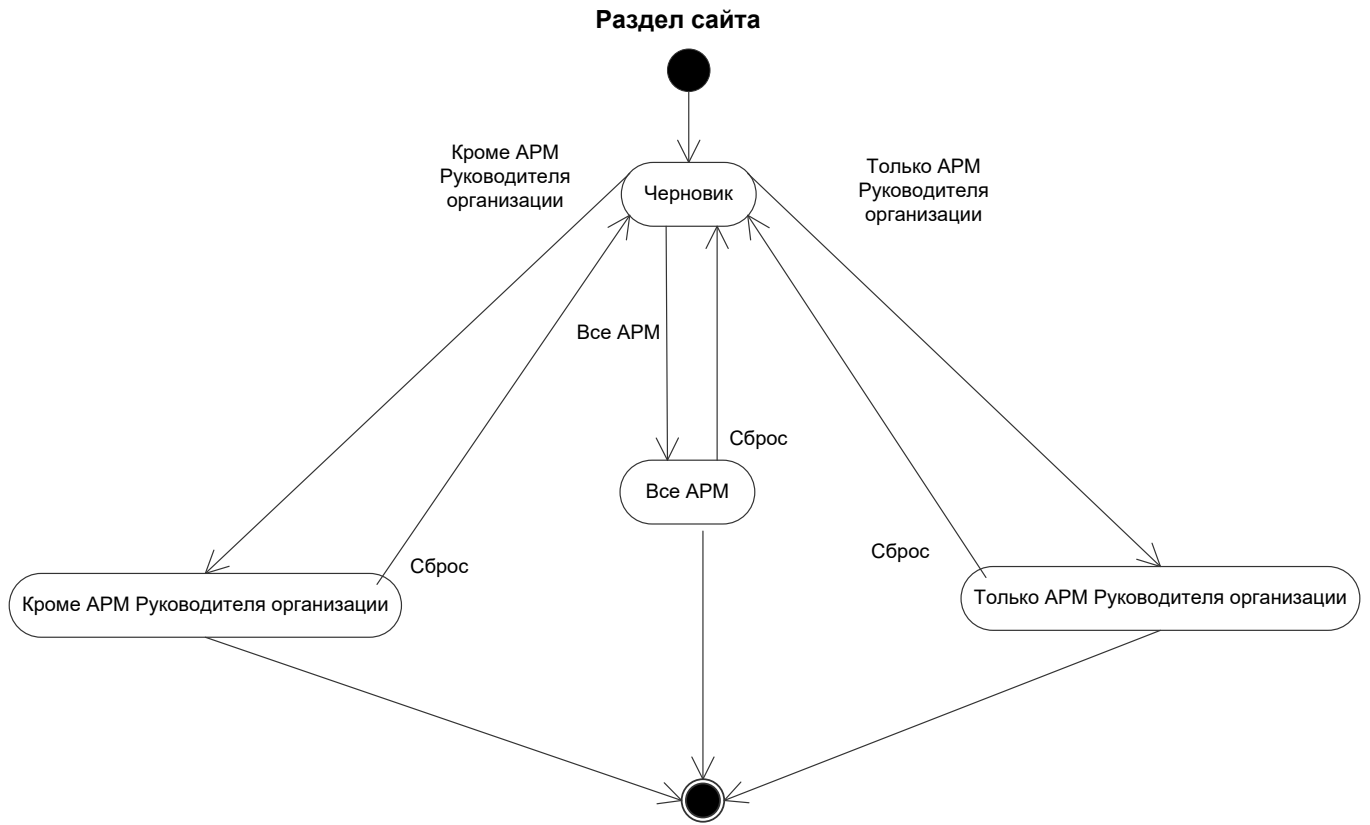 Раздел сайта
Кроме АРМ
Руководителя
организации
Только АРМ
Руководителя
организации
Черновик
Все АРМ
Сброс
Все АРМ
Сброс
Сброс
Кроме АРМ Руководителя организации
Только АРМ Руководителя организации